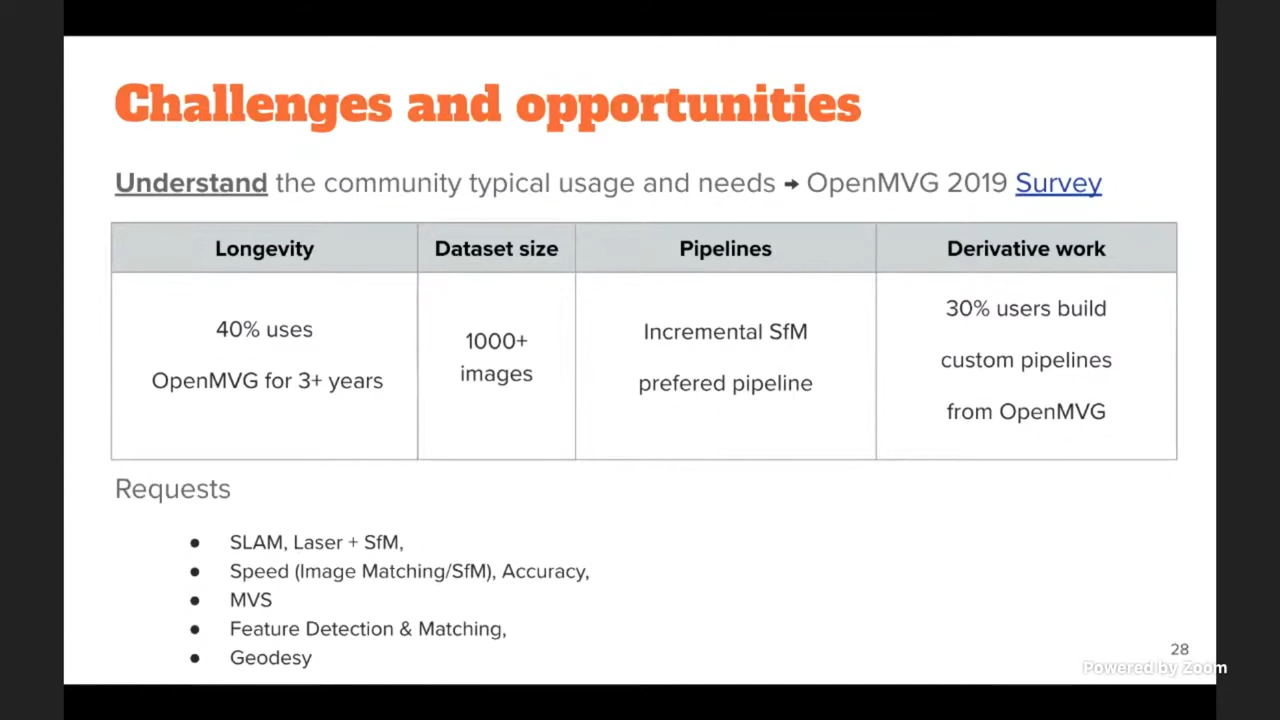 Challenges and opportunities
Understand the community typical usage and needs → OpenMVG 2019 Survey
Longevity
Dataset size
Pipelines
Derivative work
40% uses
OpenMVG for 3+ years
1000+
images
Incremental SfM
prefered pipeline
30% users build
custom pipelines
from OpenMVG
Requests
● SLAM, Laser + SfM,
● Speed (Image Matching/SfM), Accuracy,
● MVS
● Feature Detection & Matching,
● Geodesy
28
Powered by Zoom